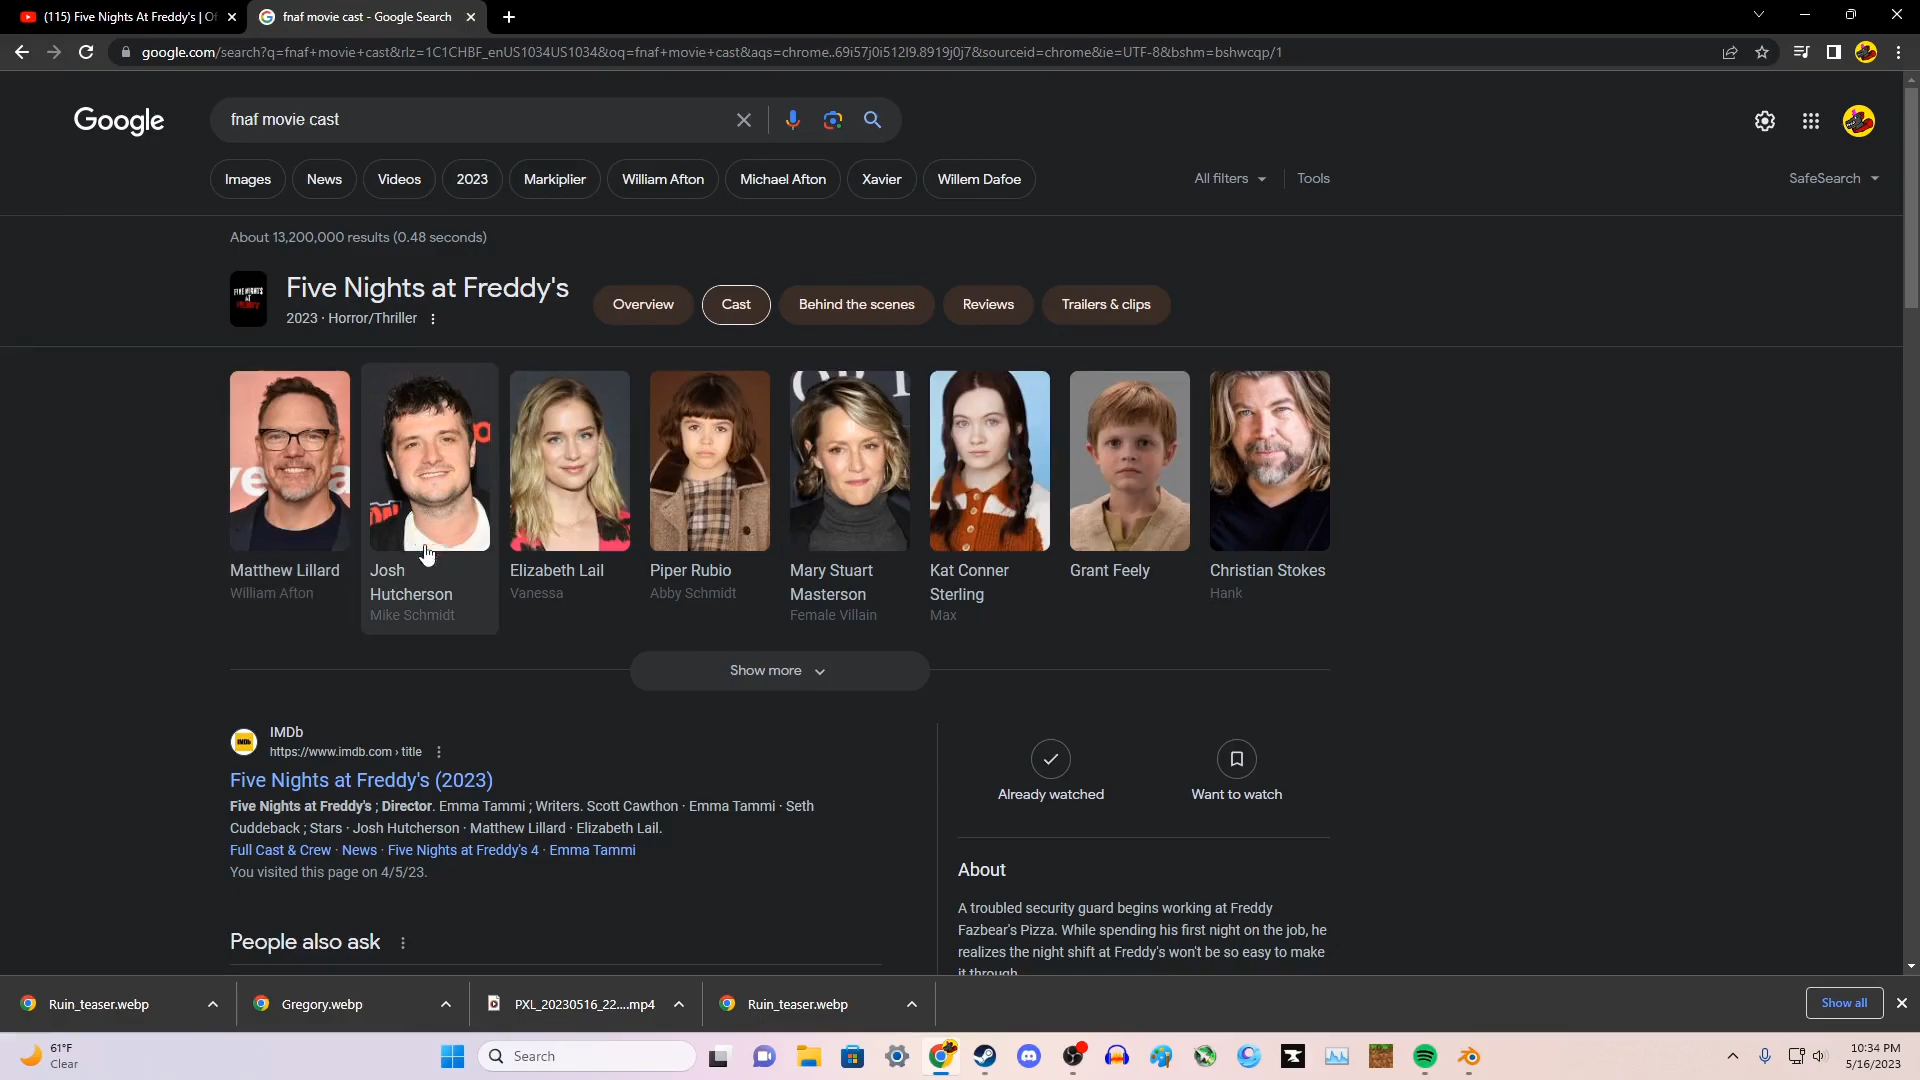 (115) Five Nights At Freddy's | Of
fnaf movie cast - Google Search
google.com/search?q=fnaf+movie+cast&rlz=1C1CHBF_enUS1034US1034&oq=fnaf+movie+cast&aqs=chrome..69i57j0i512l9.8919j0j7&sourceid=chrome&ie=UTF-8&bshm=bshwcqp/1
Google
fnaf movie cast
Images
News
Videos
2023
Markiplier
William Afton
Michael Afton
Xavier
Willem Dafoe
All filters
Tools
SafeSearch
About 13,200,000 results (0.48 seconds)
FIVE NIGHTS
AT
FREDDY'S
Five Nights at Freddy's
2023 · Horror/Thriller
Overview
Cast
Behind the scenes
Reviews
Trailers & clips
Matthew Lillard
William Afton
Josh
Hutcherson
Mike Schmidt
Elizabeth Lail
Vanessa
Piper Rubio
Abby Schmidt
Mary Stuart
Masterson
Female Villain
Kat Conner
Sterling
Max
Grant Feely
Christian Stokes
Hank
Show more
IMDb
IMDb
https://www.imdb.com › title
Five Nights at Freddy's (2023)
Five Nights at Freddy's ; Director. Emma Tammi ; Writers. Scott Cawthon · Emma Tammi · Seth
Cuddeback ; Stars · Josh Hutcherson · Matthew Lillard · Elizabeth Lail.
Full Cast & Crew · News · Five Nights at Freddy's 4 · Emma Tammi
You visited this page on 4/5/23.
People also ask
Already watched
Want to watch
About
A troubled security guard begins working at Freddy
Fazbear's Pizza. While spending his first night on the job, he
realizes the night shift at Freddy's won't be so easy to make
it through
Ruin_teaser.webp
Gregory.webp
PXL_20230516_22....mp4
Ruin_teaser.webp
Show all
61°F
Clear
Search
10:34 PM
5/16/2023